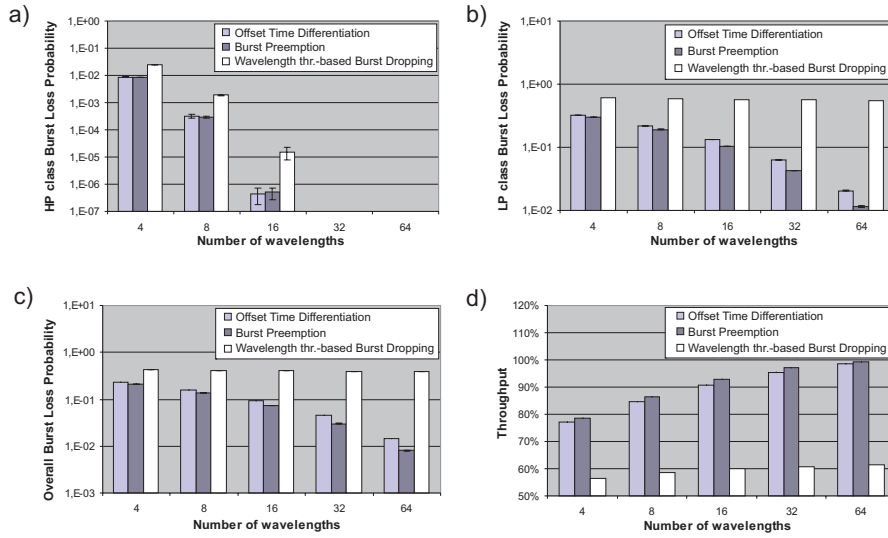 a)
HP class Burst Loss Probability
1,E+01
1,E+00
1,E-01
1,E-02
1,E-03
1,E-04
1,E-05
1,E-06
1,E-07
Offset Time Differentiation
Burst Preemption
Wavelength thr.-based Burst Dropping
4 8 16 32 64
Number of wavelengths
b)
LP class Burst Loss Probability
1,E+01
1,E+00
1,E-01
1,E-02
Offset Time Differentiation
Burst Preemption
Wavelength thr.-based Burst Dropping
4 8 16 32 64
Number of wavelengths
c)
Overall Burst Loss Probability
1,E+01
1,E+00
1,E-01
1,E-02
1,E-03
Offset Time Differentiation
Burst Preemption
Wavelength thr.-based Burst Dropping
4 8 16 32 64
Number of wavelengths
d)
Throughput
120%
110%
100%
90%
80%
70%
60%
50%
Offset Time Differentiation
Burst Preemption
Wavelength thr.-based Burst Dropping
4 8 16 32 64
Number of wavelengths